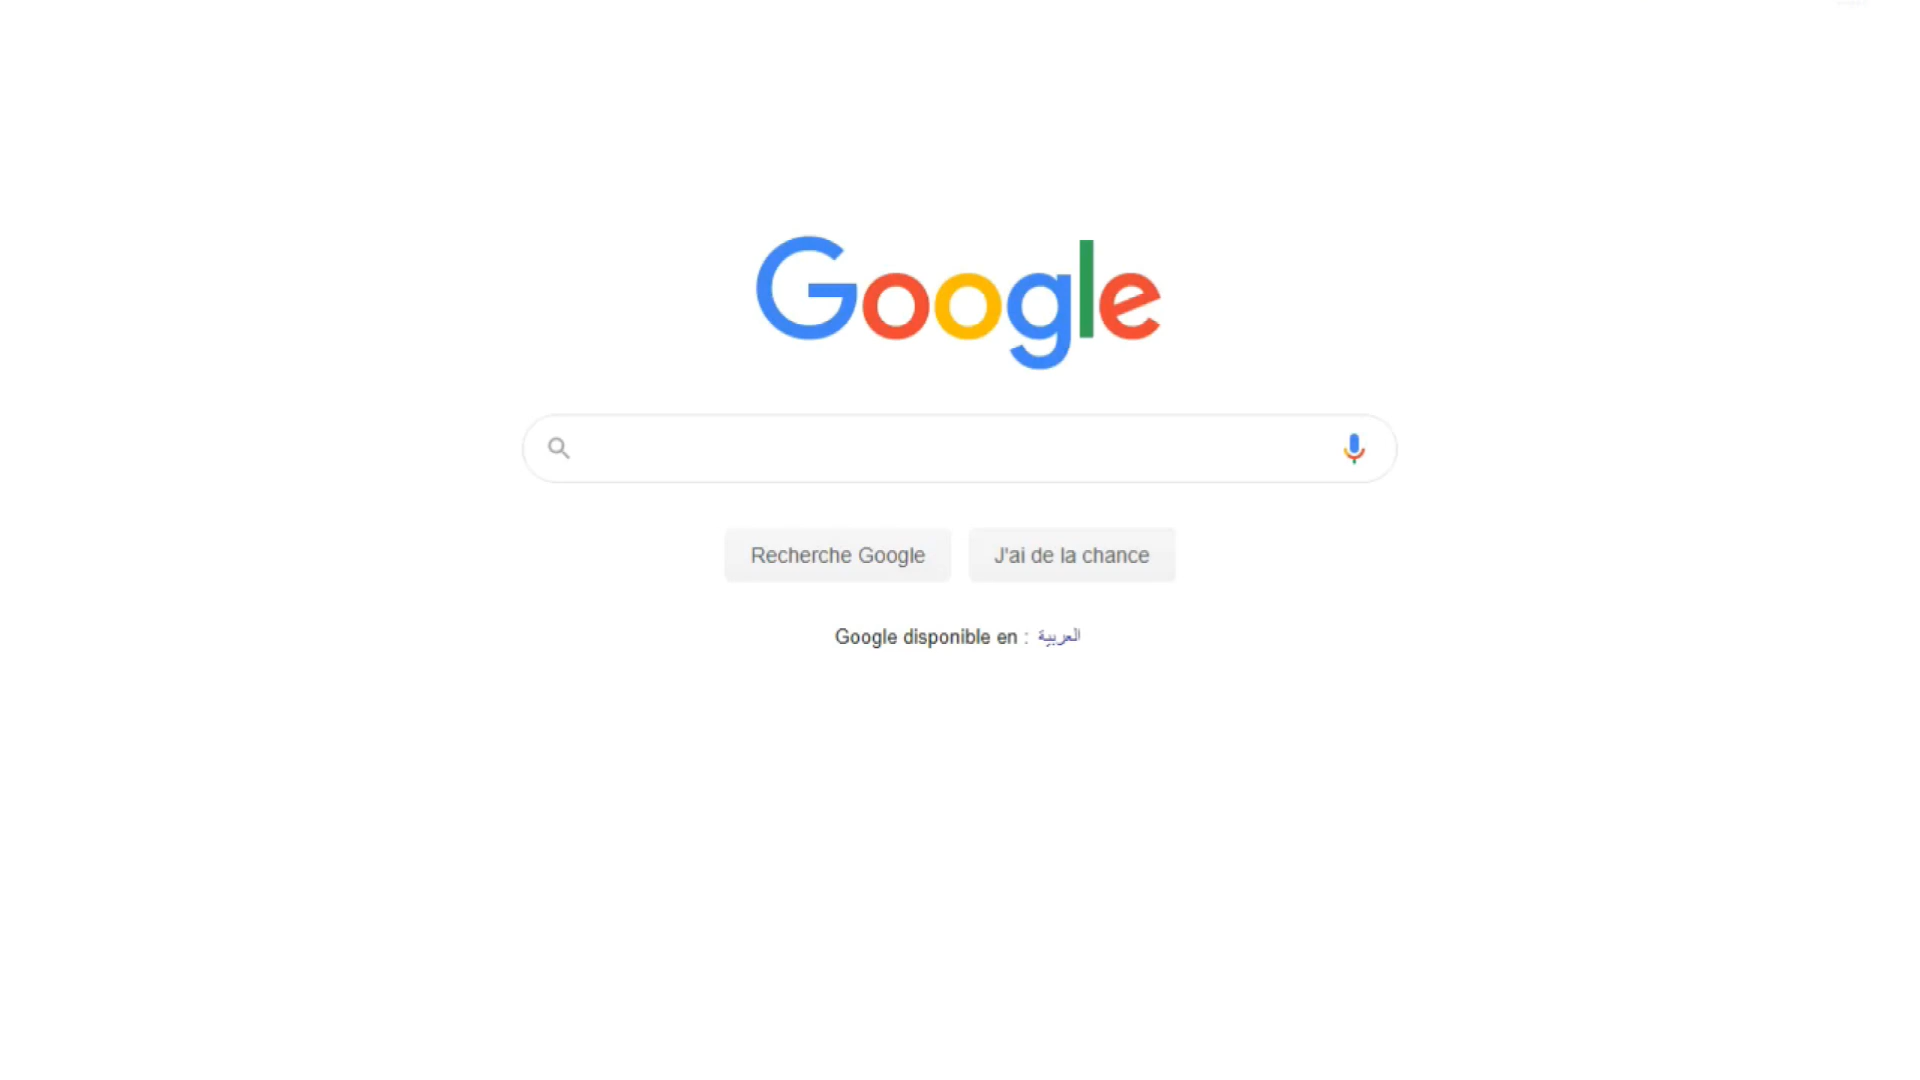 Google
Recherche Google
J'ai de la chance
Google disponible en : العربية